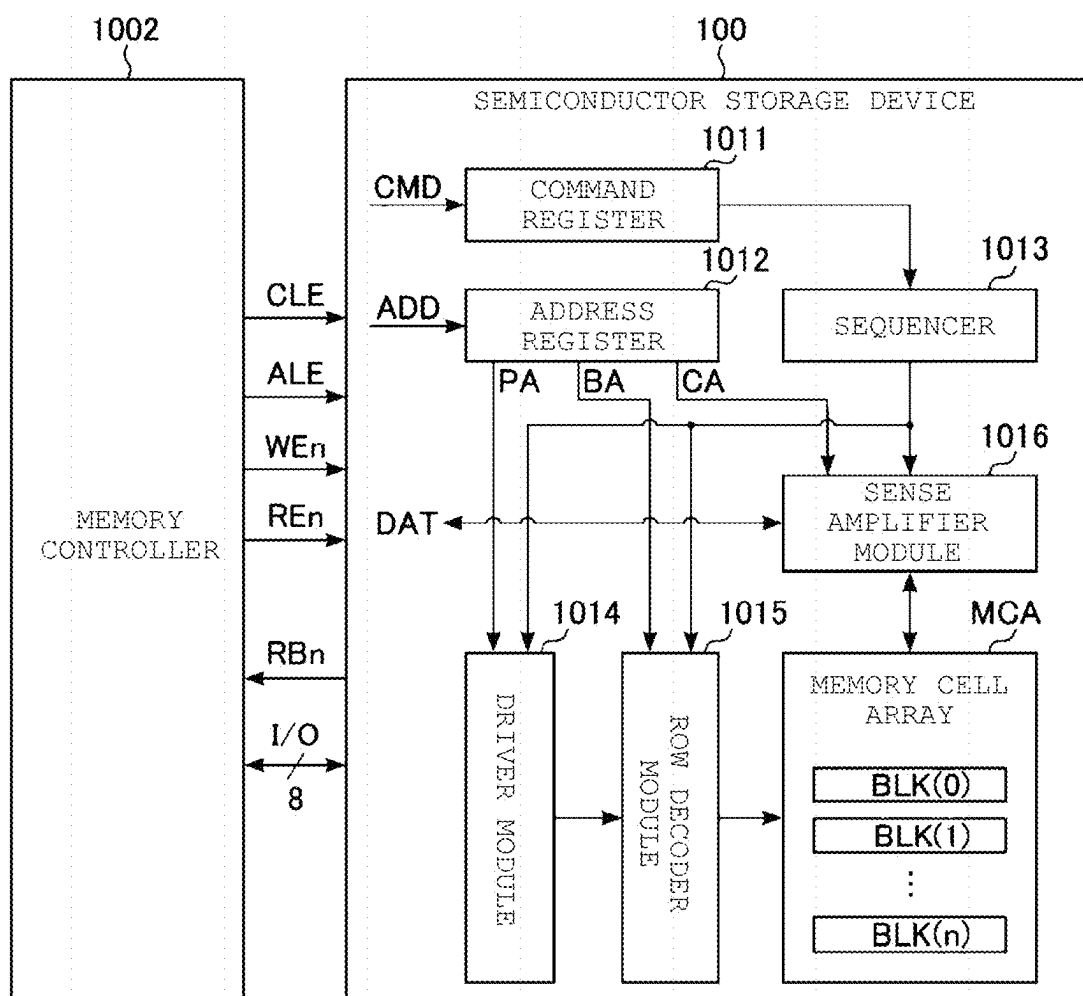 1002
100
SEMICONDUCTOR STORAGE DEVICE
1011
CMD
COMMAND
REGISTER
1012
1013
CLE
ADD
ADDRESS
REGISTER
SEQUENCER
ALE
PA
BA
CA
WEn
1016
MEMORY
CONTROLLER
REn
DAT
SENSE
AMPLIFIER
MODULE
1014
1015
MCA
RBn
DRIVER MODULE
ROW DECODER
MODULE
MEMORY CELL
ARRAY
I/O
8
BLK(0)
BLK(1)
⋮
BLK(n)